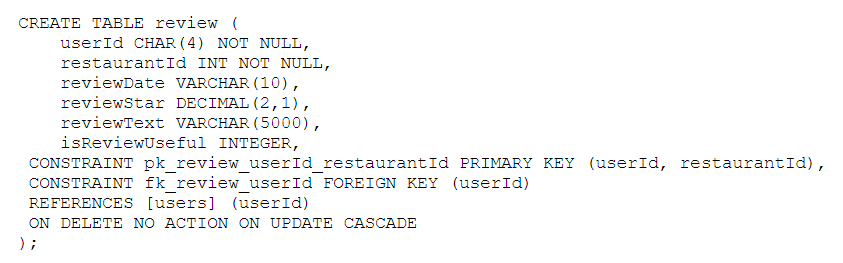 CREATE TABLE review (
    userId CHAR(4) NOT NULL,
    restaurantId INT NOT NULL,
    reviewDate VARCHAR(10),
    reviewStar DECIMAL(2,1),
    reviewText VARCHAR(5000),
    isReviewUseful INTEGER,
 CONSTRAINT pk_review_userId_restaurantId PRIMARY KEY (userId, restaurantId),
 CONSTRAINT fk_review_userId FOREIGN KEY (userId)
 REFERENCES [users] (userId)
 ON DELETE NO ACTION ON UPDATE CASCADE
);